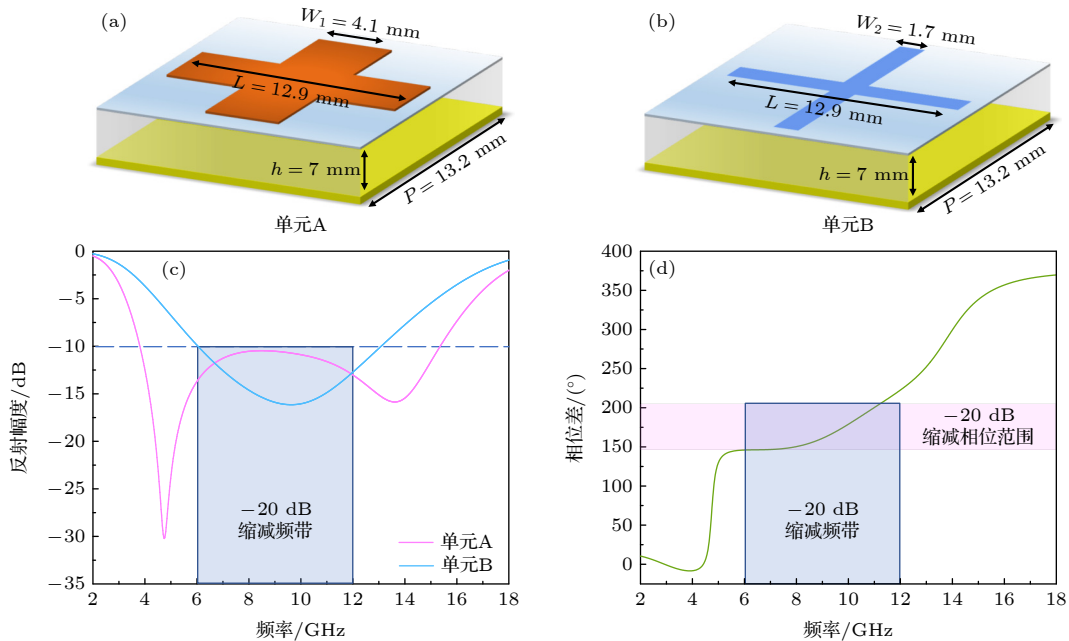 (a)
W₁ = 4.1 mm
L = 12.9 mm
h = 7 mm
P = 13.2 mm
单元A
(b)
W₂ = 1.7 mm
L = 12.9 mm
h = 7 mm
P = 13.2 mm
单元B
(c)
反射幅度/dB
0
−5
−10
−15
−20
−25
−30
−35
−20 dB
缩减频带
单元A
单元B
2 4 6 8 10 12 14 16 18
频率/GHz
(d)
相位差/(°)
400
350
300
250
200
150
100
50
0
−20 dB
缩减相位范围
−20 dB
缩减频带
2 4 6 8 10 12 14 16 18
频率/GHz